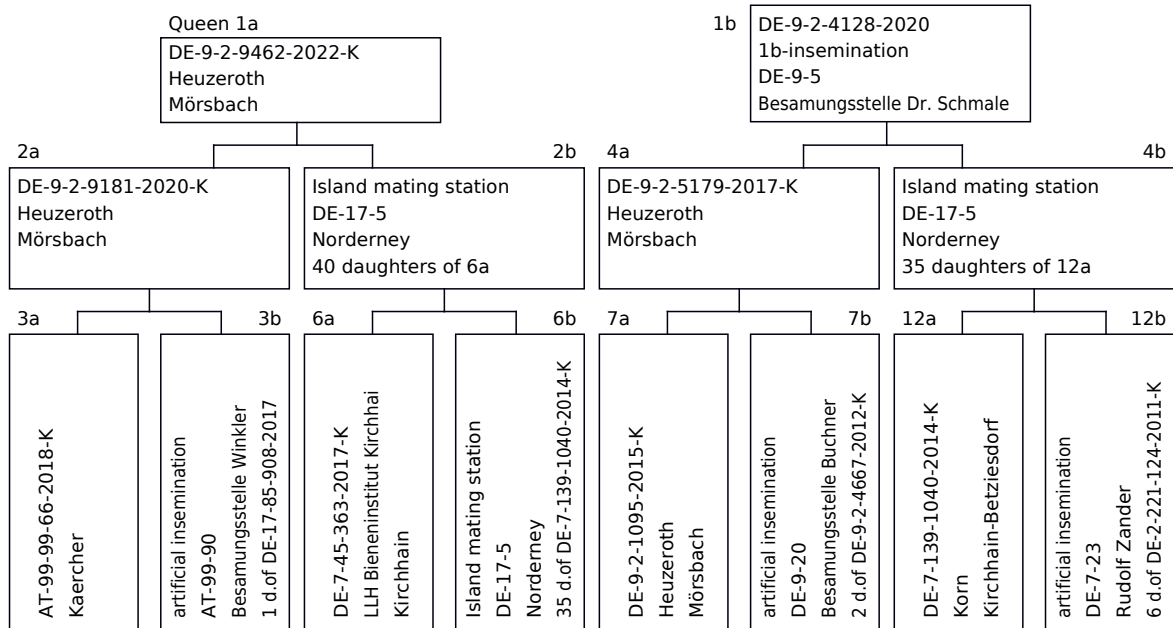 Queen 1a
DE-9-2-9462-2022-K
Heuzeroth
Mörsbach
1b
DE-9-2-4128-2020
1b-insemination
DE-9-5
Besamungsstelle Dr. Schmale
2a
DE-9-2-9181-2020-K
Heuzeroth
Mörsbach
2b
Island mating station
DE-17-5
Norderney
40 daughters of 6a
4a
DE-9-2-5179-2017-K
Heuzeroth
Mörsbach
4b
Island mating station
DE-17-5
Norderney
35 daughters of 12a
3a
AT-99-99-66-2018-K
Kaercher
3b
artificial insemination
AT-99-90
Besamungsstelle Winkler
1 d.of DE-17-85-908-2017
6a
DE-7-45-363-2017-K
LLH Bieneninstitut Kirchhai
Kirchhain
6b
Island mating station
DE-17-5
Norderney
35 d.of DE-7-139-1040-2014-K
7a
DE-9-2-1095-2015-K
Heuzeroth
Mörsbach
7b
artificial insemination
DE-9-20
Besamungsstelle Buchner
2 d.of DE-9-2-4667-2012-K
12a
DE-7-139-1040-2014-K
Korn
Kirchhain-Betziesdorf
12b
artificial insemination
DE-7-23
Rudolf Zander
6 d.of DE-2-221-124-2011-K